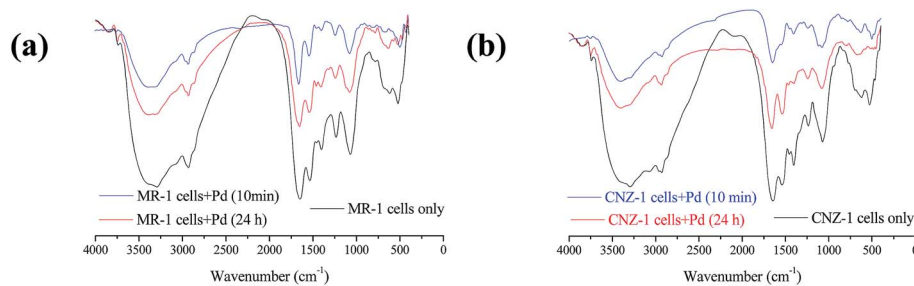 (a)
MR-1 cells+Pd (10min)
MR-1 cells+Pd (24 h)
MR-1 cells only
4000 3500 3000 2500 2000 1500 1000 500 0
Wavenumber (cm⁻¹)
(b)
CNZ-1 cells+Pd (10 min)
CNZ-1 cells+Pd (24 h)
CNZ-1 cells only
4000 3500 3000 2500 2000 1500 1000 500 0
Wavenumber (cm⁻¹)